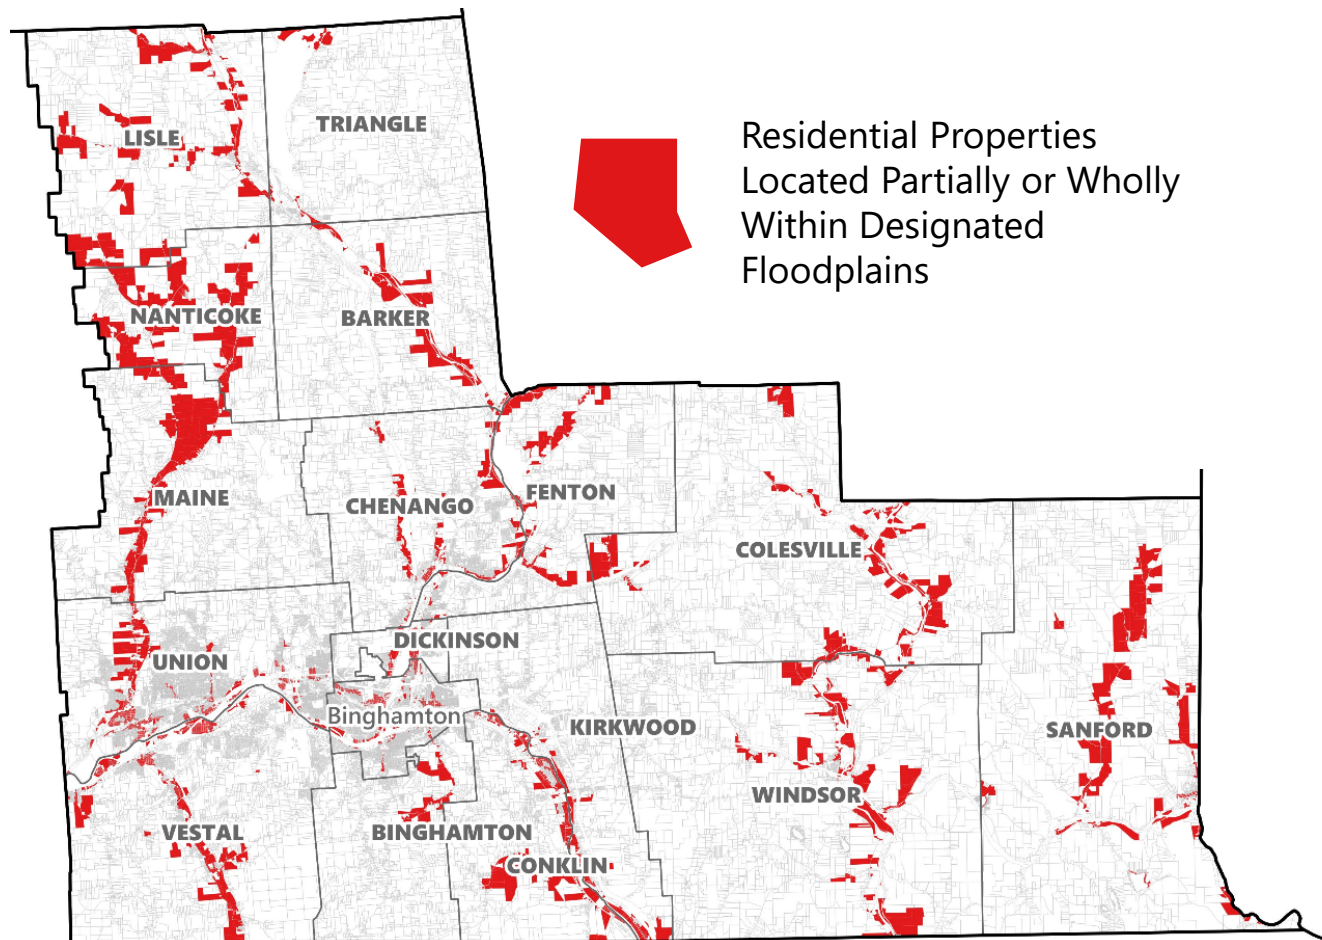 TRIANGLE
LISLE
Residential Properties
Located Partially or Wholly
Within Designated
Floodplains
NANTICOKE
BARKER
MAINE
CHENANGO
FENTON
COLESVILLE
DICKINSON
UNION
Binghamton
KIRKWOOD
SANFORD
WINDSOR
VESTAL
BINGHAMTON
CONKLIN